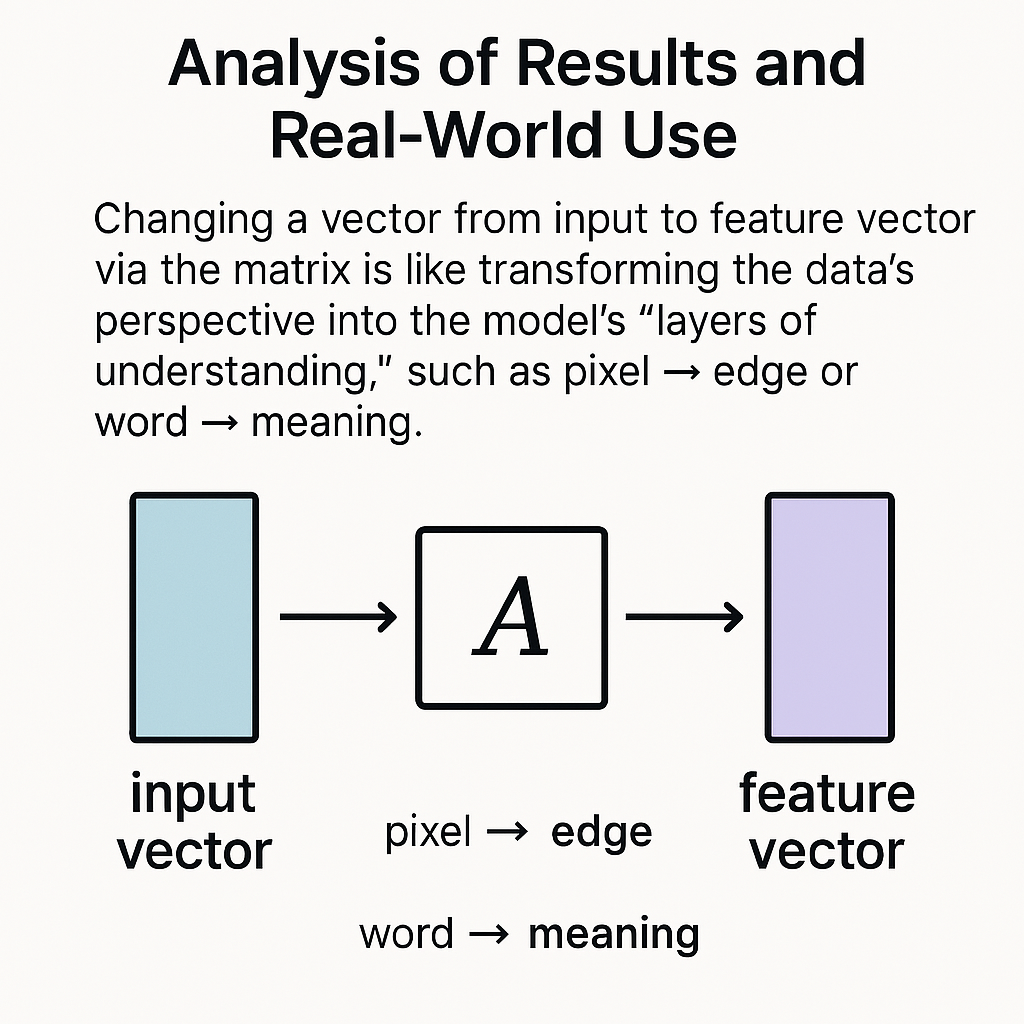 Analysis of Results and
Real-World Use
Changing a vector from input to feature vector
via the matrix is like transforming the data’s
perspective into the model’s “layers of
understanding,” such as pixel → edge or
word → meaning.
A
input
vector
pixel → edge
feature
vector
word → meaning